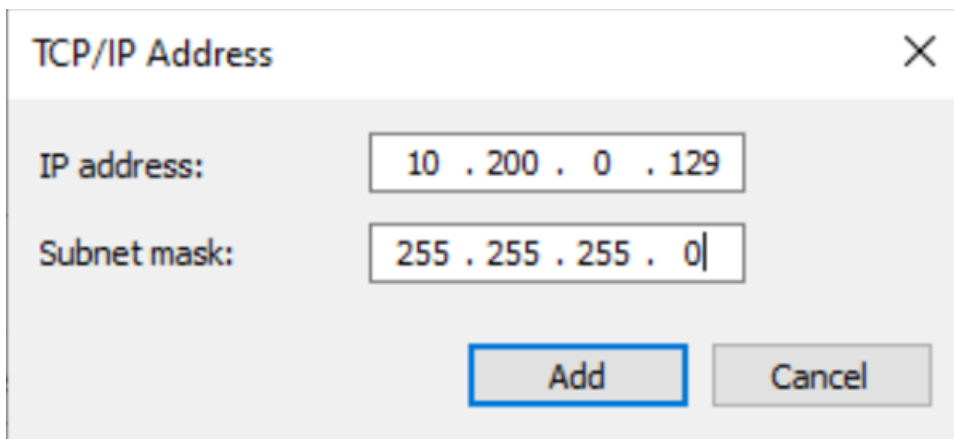 TCP/IP Address
IP address: 10 . 200 . 0 . 129
Subnet mask: 255 . 255 . 255 . 0
Add Cancel